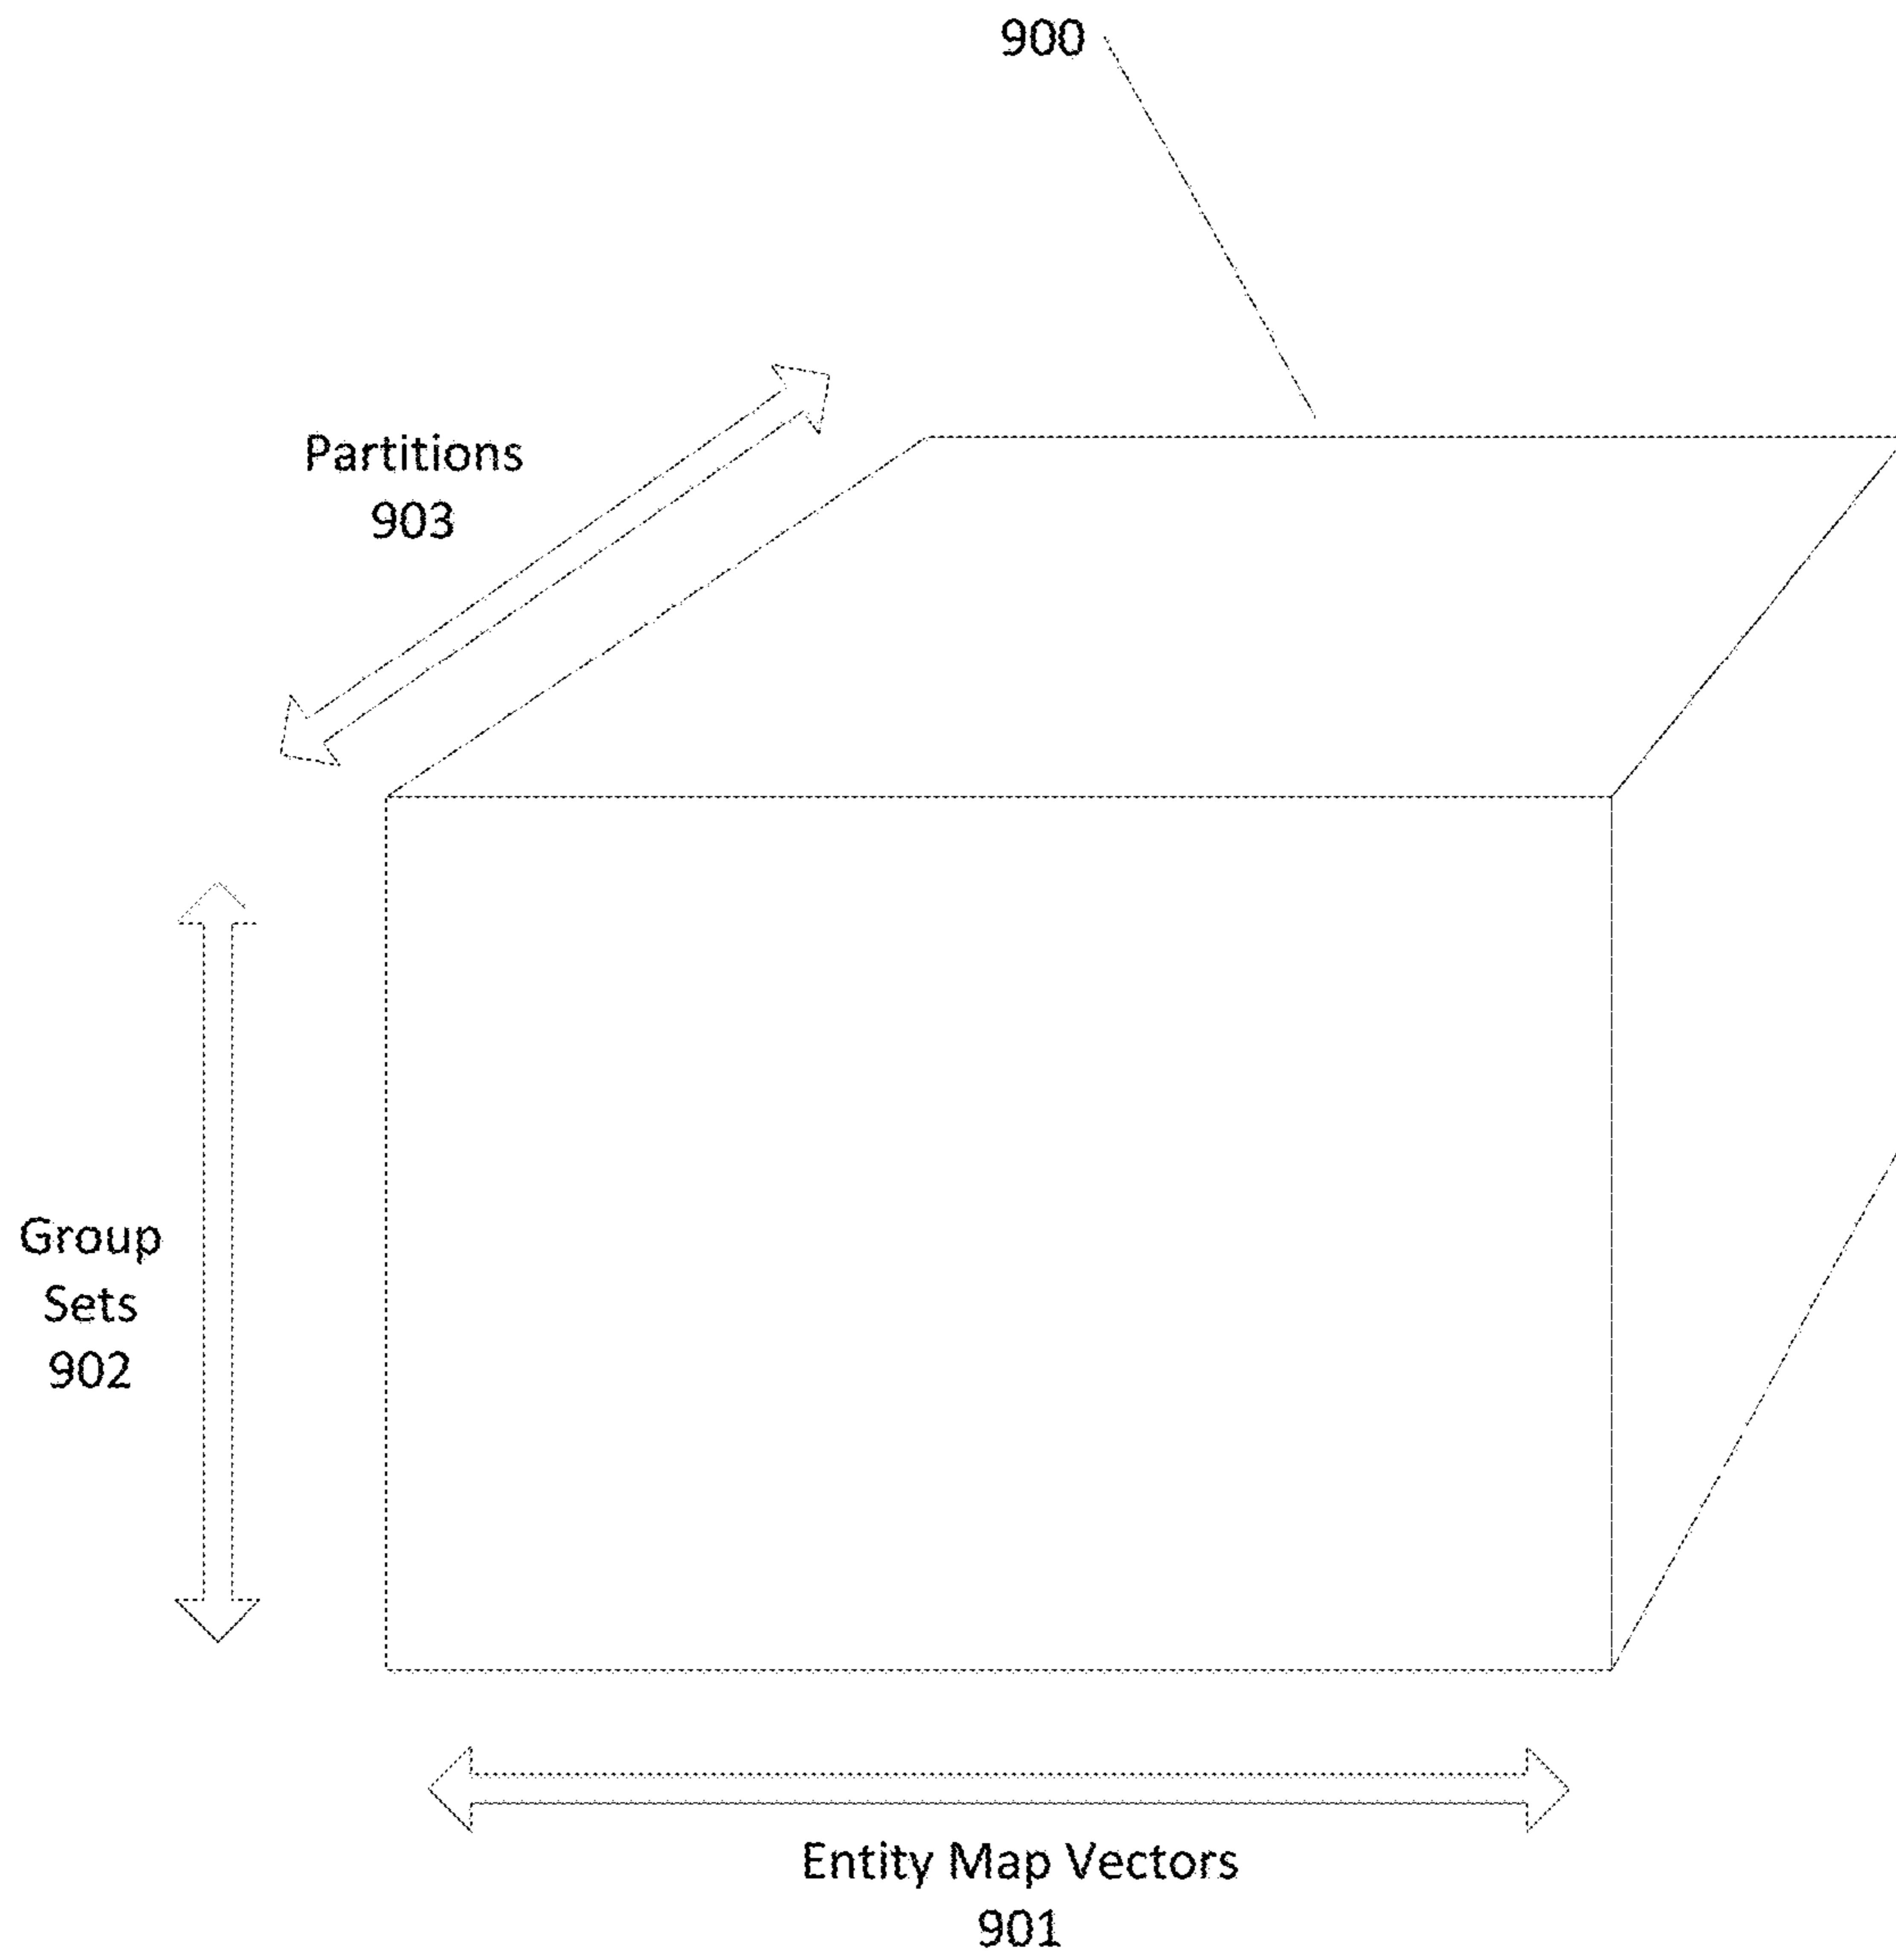 900
Partitions
903
Group
Sets
902
Entity Map Vectors
901